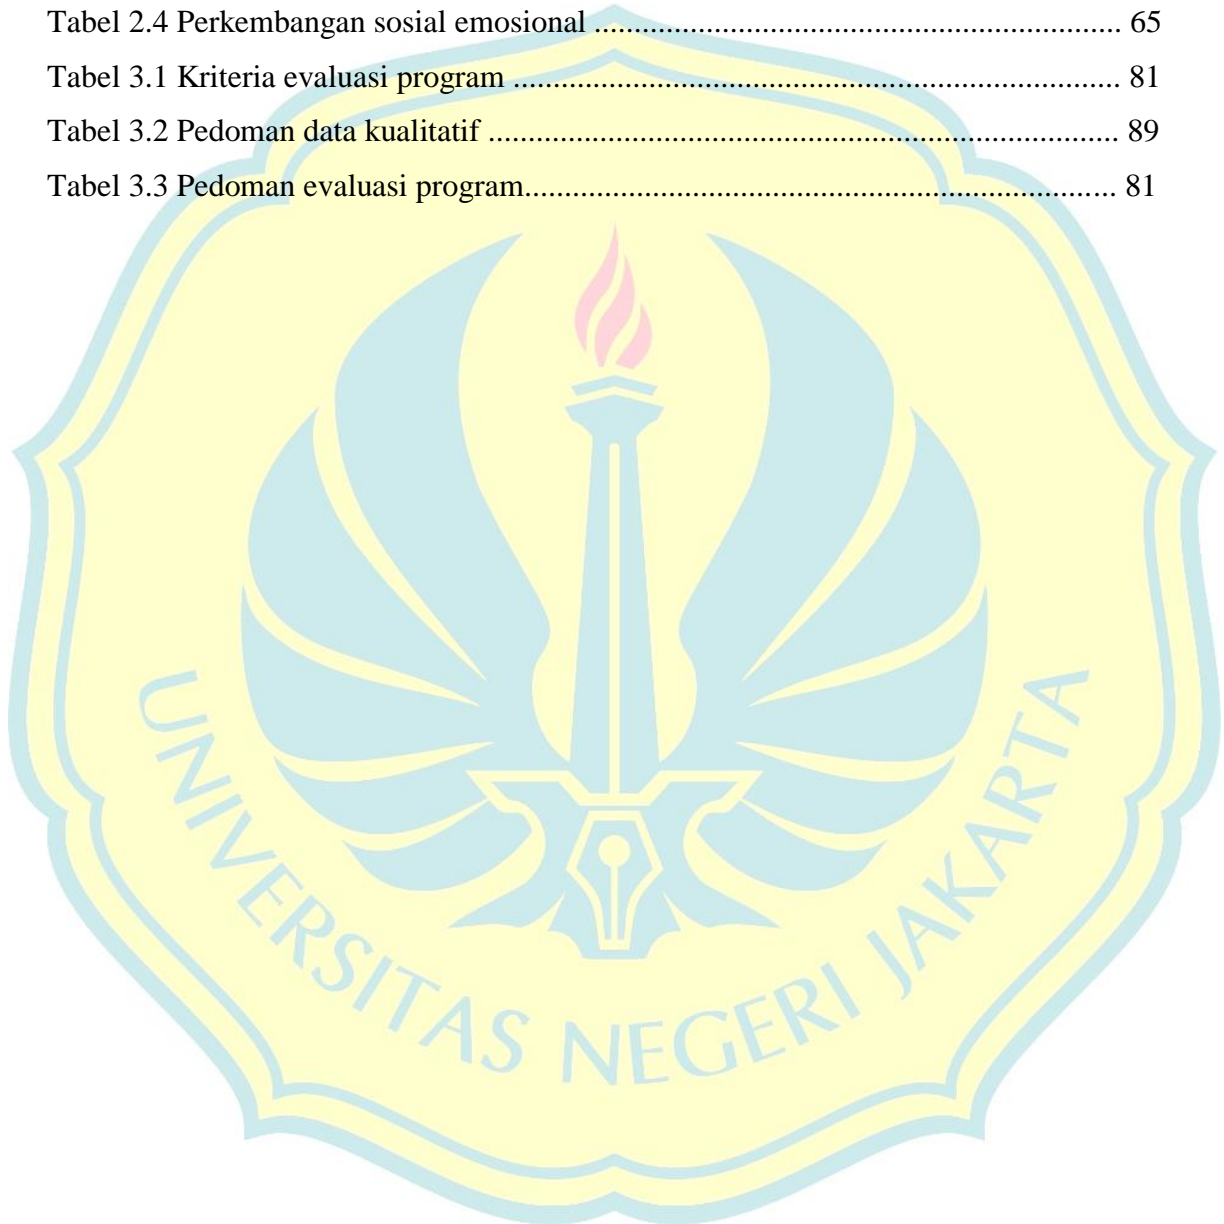 Tabel 2.4 Perkembangan sosial emosional .................................................................. 65
Tabel 3.1 Kriteria evaluasi program ............................................................................ 81
Tabel 3.2 Pedoman data kualitatif ............................................................................... 89
Tabel 3.3 Pedoman evaluasi program.......................................................................... 81
UNIVERSITAS NEGERI JAKARTA